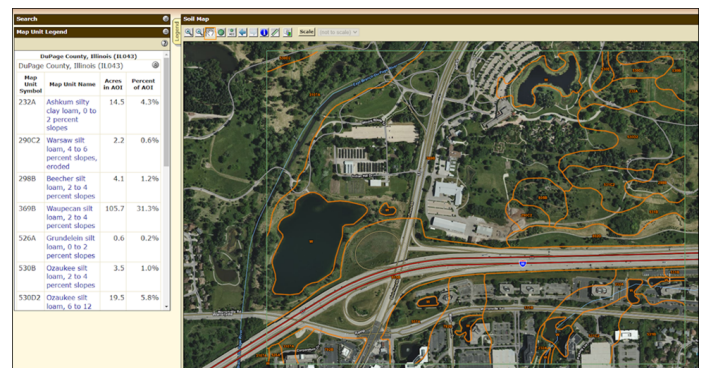 Search
Map Unit Legend
DuPage County, Illinois (IL043)
DuPage County, Illinois (IL043)
Map
Unit
Symbol
Map Unit Name
Acres
in AOI
Percent
of AOI
232A
Ashkum silty
clay loam, 0 to
2 percent
slopes
14.5
4.3%
290C2
Warsaw silt
loam, 4 to 6
percent slopes,
eroded
2.2
0.6%
298B
Beecher silt
loam, 2 to 4
percent slopes
4.1
1.2%
369B
Waupecan silt
loam, 2 to 4
percent slopes
105.7
31.3%
526A
Grundelein silt
loam, 0 to 2
percent slopes
0.6
0.2%
530B
Ozaukee silt
loam, 2 to 4
percent slopes
3.5
1.0%
530D2
Ozaukee silt
loam, 6 to 12
19.5
5.8%
Legend
Soil Map
Scale